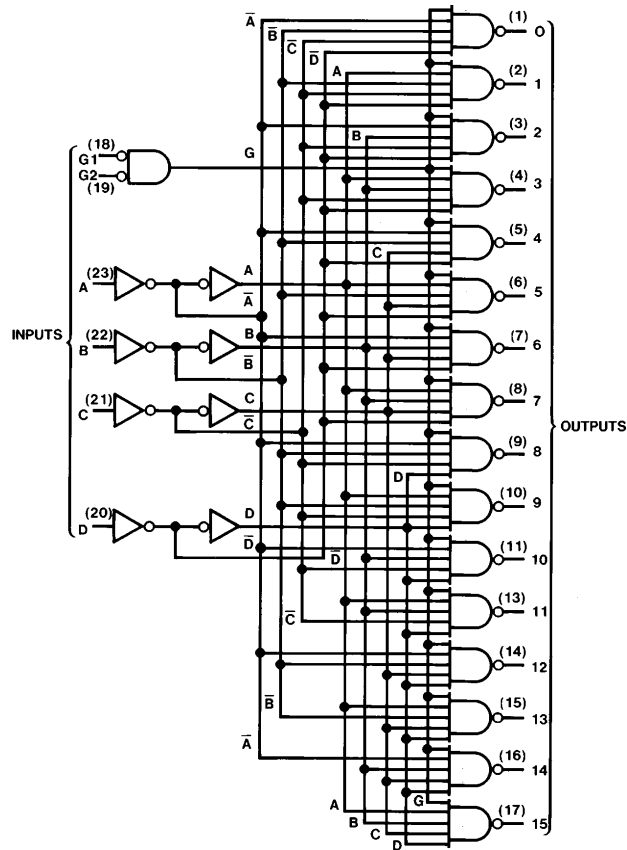 A̅ (1) 0
B̅
C̅
D̅
A (2) 1
B (3) 2
(18) G1
G2 (19)
G
(4) 3
(5) 4
C
(23) A A
A̅
(6) 5
INPUTS
(22) B B
B̅
(7) 6
(21) C C
C̅
(8) 7
OUTPUTS
(9) 8
D
(10) 9
(20) D D
D̅ D̅
(11) 10
C̅
(13) 11
(14) 12
B̅
(15) 13
A̅
(16) 14
G
A
B
C
D
(17) 15